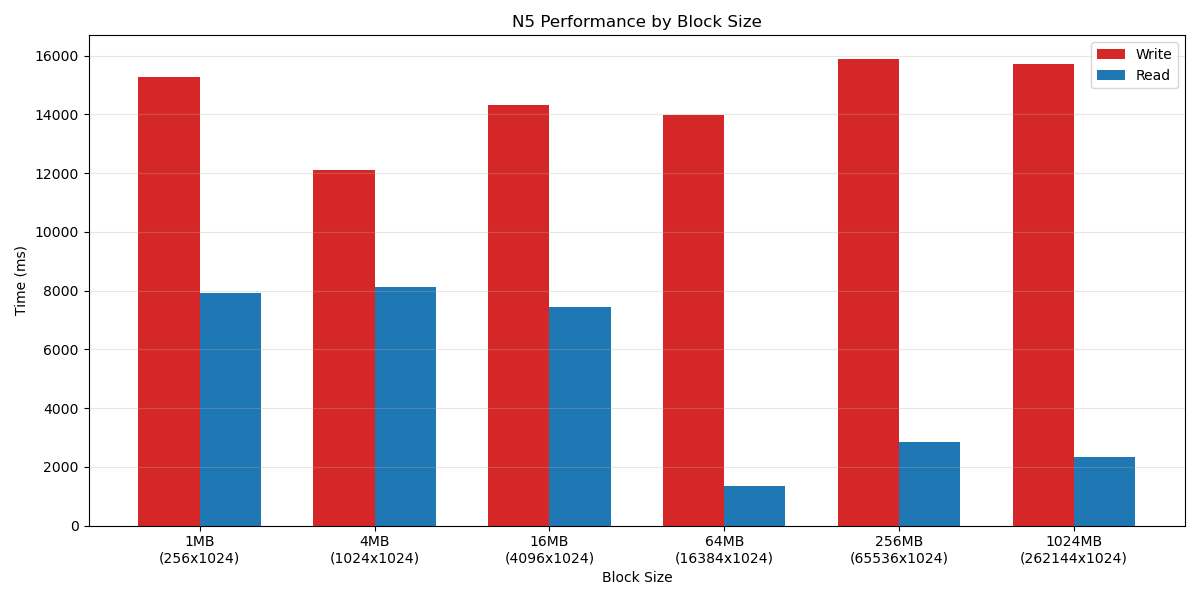 N5 Performance by Block Size
Write
Read
Time (ms)
16000
14000
12000
10000
8000
6000
4000
2000
0
1MB
(256x1024)
4MB
(1024x1024)
16MB
(4096x1024)
64MB
(16384x1024)
256MB
(65536x1024)
1024MB
(262144x1024)
Block Size